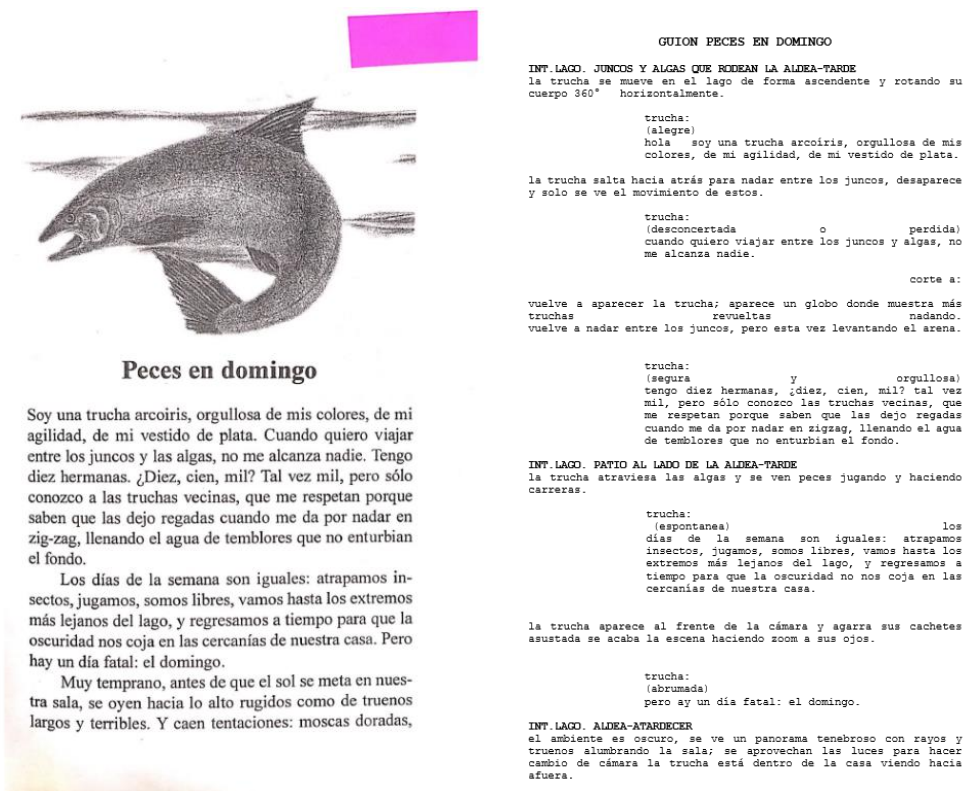 Peces en domingo
Soy una trucha arcoiris, orgullosa de mis colores, de mi
agilidad, de mi vestido de plata. Cuando quiero viajar
entre los juncos y las algas, no me alcanza nadie. Tengo
diez hermanas. ¿Diez, cien, mil? Tal vez mil, pero sólo
conozco a las truchas vecinas, que me respetan porque
saben que las dejo regadas cuando me da por nadar en
zig-zag, llenando el agua de temblores que no enturbian
el fondo.
Los días de la semana son iguales: atrapamos in-
sectos, jugamos, somos libres, vamos hasta los extremos
más lejanos del lago, y regresamos a tiempo para que la
oscuridad nos coja en las cercanías de nuestra casa. Pero
hay un día fatal: el domingo.
Muy temprano, antes de que el sol se meta en nues-
tra sala, se oyen hacia lo alto rugidos como de truenos
largos y terribles. Y caen tentaciones: moscas doradas,
GUION PECES EN DOMINGO
INT.LAGO. JUNCOS Y ALGAS QUE RODEAN LA ALDEA-TARDE
la trucha se mueve en el lago de forma ascendente y rotando su
cuerpo 360° horizontalmente.
trucha:
(alegre)
hola soy una trucha arcoíris, orgullosa de mis
colores, de mi agilidad, de mi vestido de plata.
la trucha salta hacia atrás para nadar entre los juncos, desaparece
y solo se ve el movimiento de estos.
trucha:
(desconcertada o perdida)
cuando quiero viajar entre los juncos y algas, no
me alcanza nadie.
corte a:
vuelve a aparecer la trucha; aparece un globo donde muestra más
truchas revueltas nadando.
vuelve a nadar entre los juncos, pero esta vez levantando el arena.
trucha:
(segura y orgullosa)
tengo diez hermanas, ¿diez, cien, mil? tal vez
mil, pero sólo conozco las truchas vecinas, que
me respetan porque saben que las dejo regadas
cuando me da por nadar en zigzag, llenando el agua
de temblores que no enturbian el fondo.
INT.LAGO. PATIO AL LADO DE LA ALDEA-TARDE
la trucha atraviesa las algas y se ven peces jugando y haciendo
carreras.
trucha:
(espontanea) los
días de la semana son iguales: atrapamos
insectos, jugamos, somos libres, vamos hasta los
extremos más lejanos del lago, y regresamos a
tiempo para que la oscuridad no nos coja en las
cercanías de nuestra casa.
la trucha aparece al frente de la cámara y agarra sus cachetes
asustada se acaba la escena haciendo zoom a sus ojos.
trucha:
(abrumada)
pero ay un día fatal: el domingo.
INT.LAGO. ALDEA-ATARDECER
el ambiente es oscuro, se ve un panorama tenebroso con rayos y
truenos alumbrando la sala; se aprovechan las luces para hacer
cambio de cámara la trucha está dentro de la casa viendo hacia
afuera.